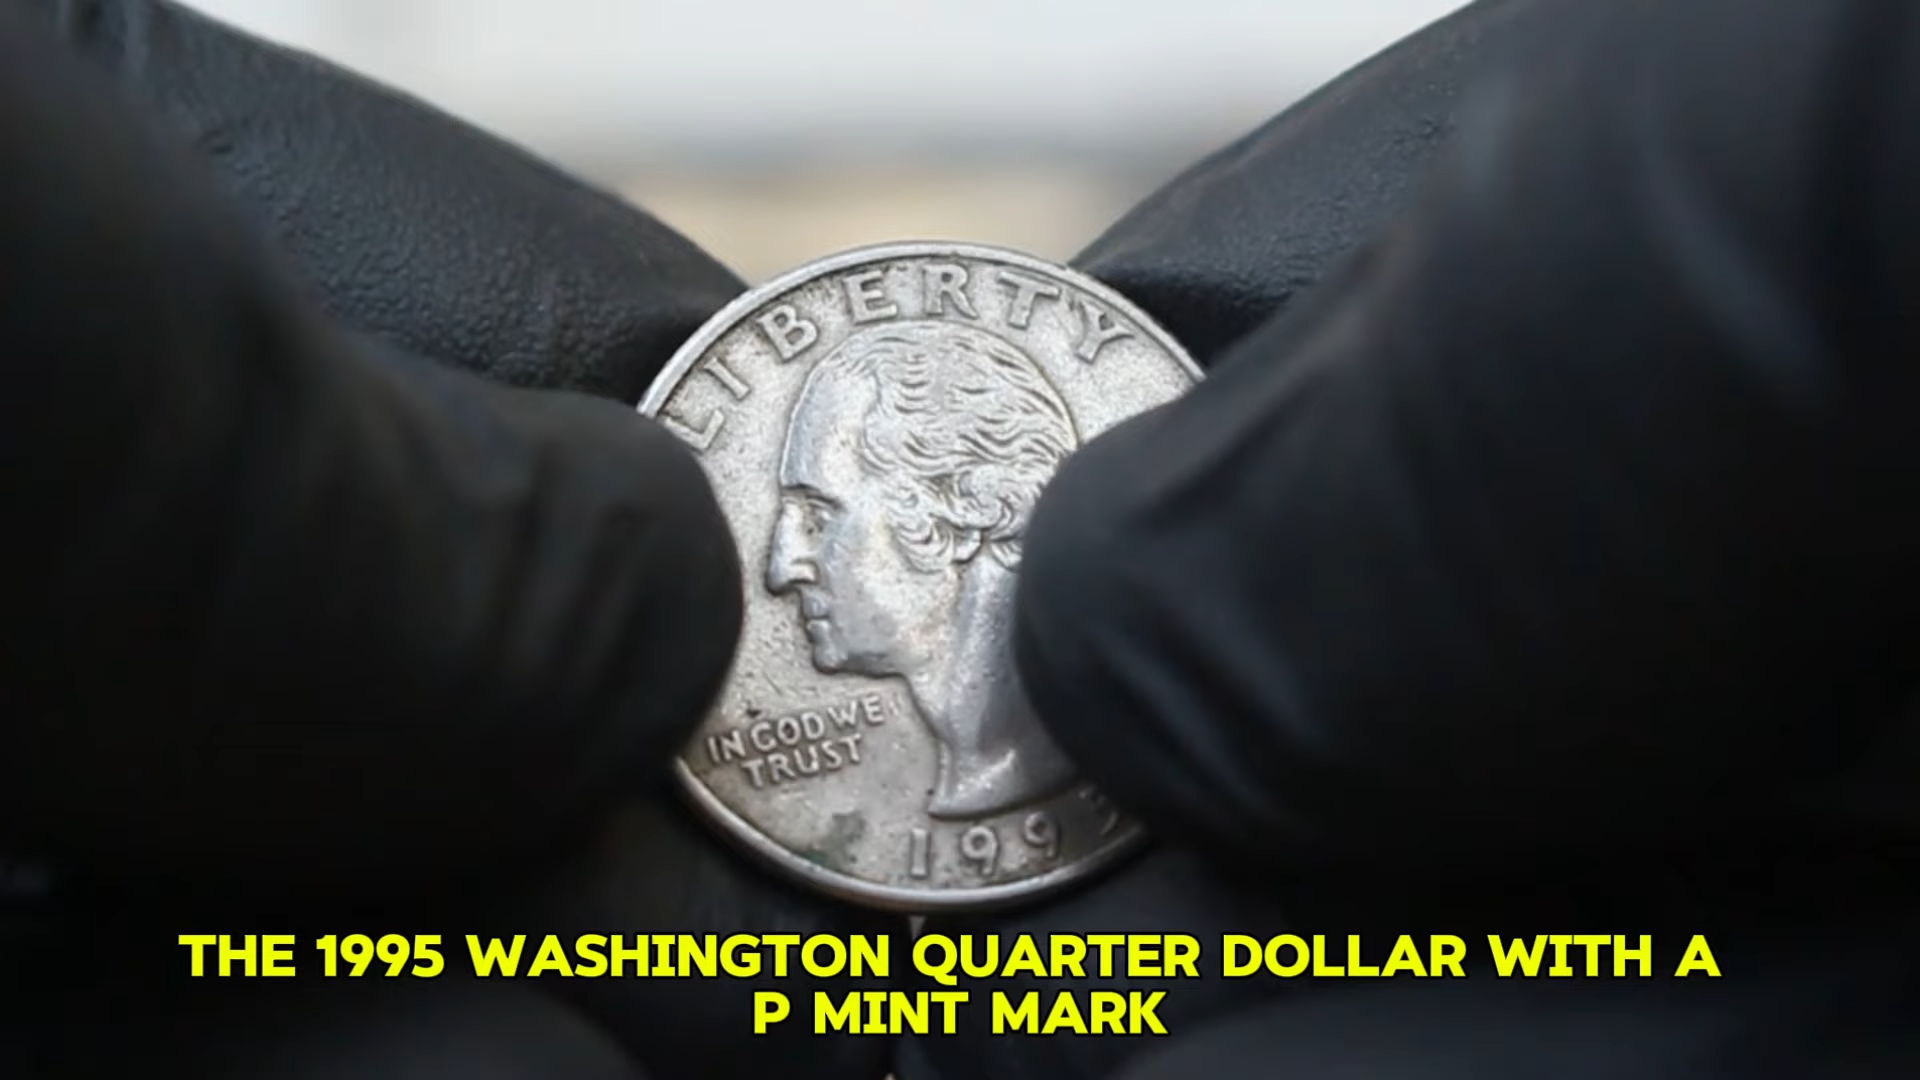 LIBERTY
IN GOD WE
TRUST
199
THE 1995 WASHINGTON QUARTER DOLLAR WITH A
P MINT MARK